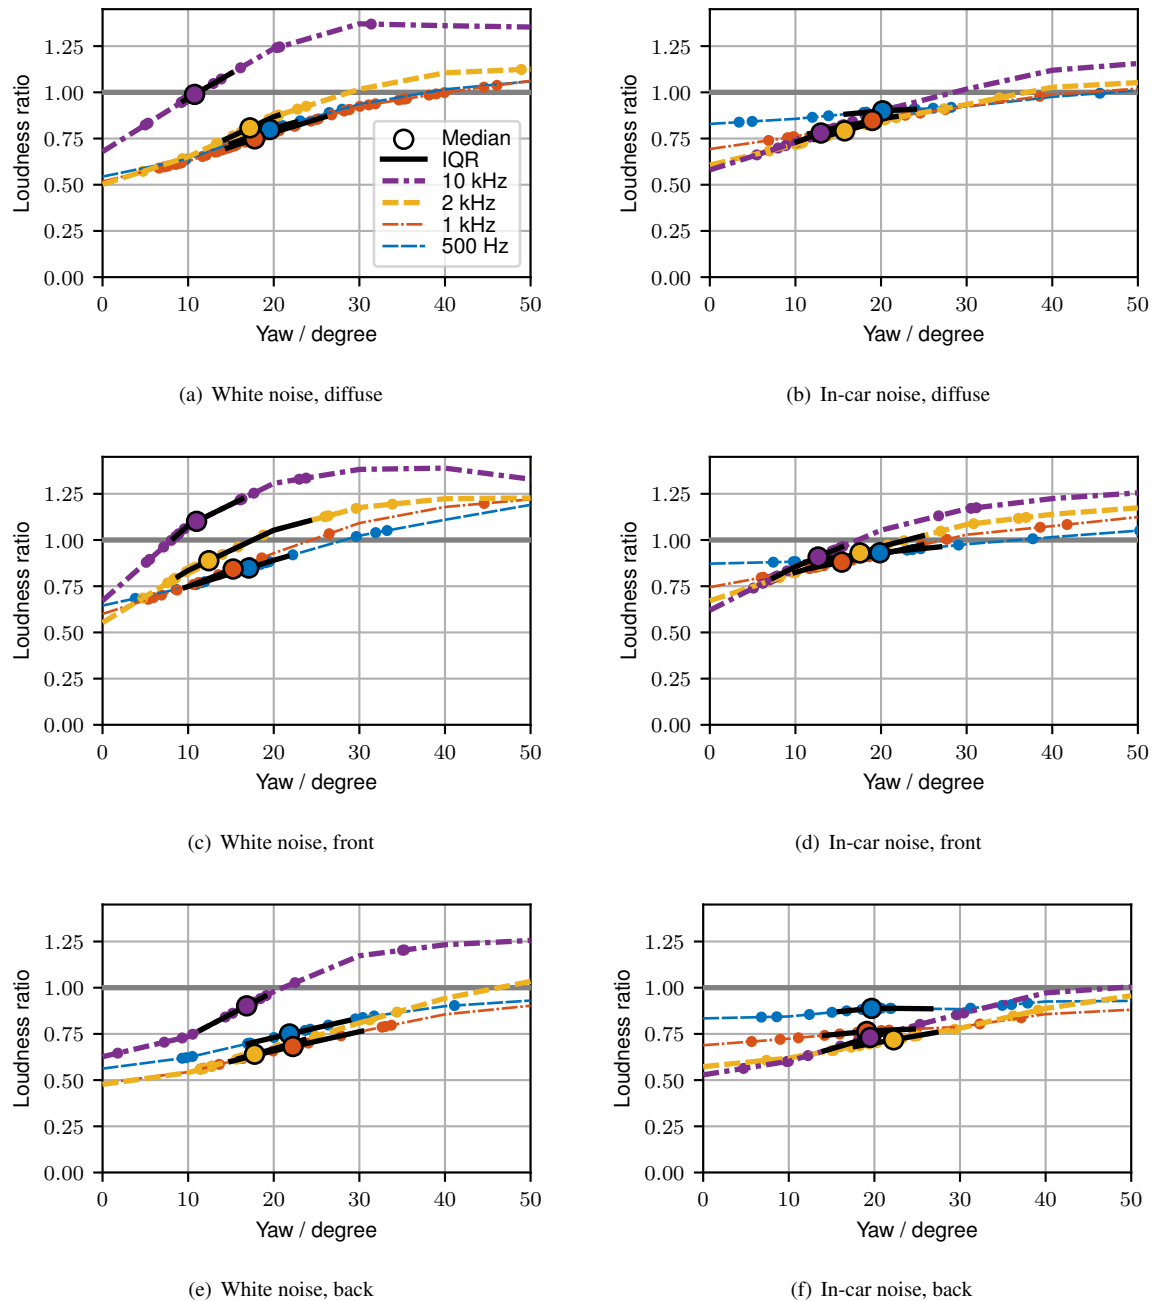 1.25
1.00
0.75
0.50
0.25
0.00
Loudness ratio
0 10 20 30 40 50
Yaw / degree
Median
IQR
10 kHz
2 kHz
1 kHz
500 Hz
(a) White noise, diffuse
1.25
1.00
0.75
0.50
0.25
0.00
Loudness ratio
0 10 20 30 40 50
Yaw / degree
(b) In-car noise, diffuse
1.25
1.00
0.75
0.50
0.25
0.00
Loudness ratio
0 10 20 30 40 50
Yaw / degree
(c) White noise, front
1.25
1.00
0.75
0.50
0.25
0.00
Loudness ratio
0 10 20 30 40 50
Yaw / degree
(d) In-car noise, front
1.25
1.00
0.75
0.50
0.25
0.00
Loudness ratio
0 10 20 30 40 50
Yaw / degree
(e) White noise, back
1.25
1.00
0.75
0.50
0.25
0.00
Loudness ratio
0 10 20 30 40 50
Yaw / degree
(f) In-car noise, back